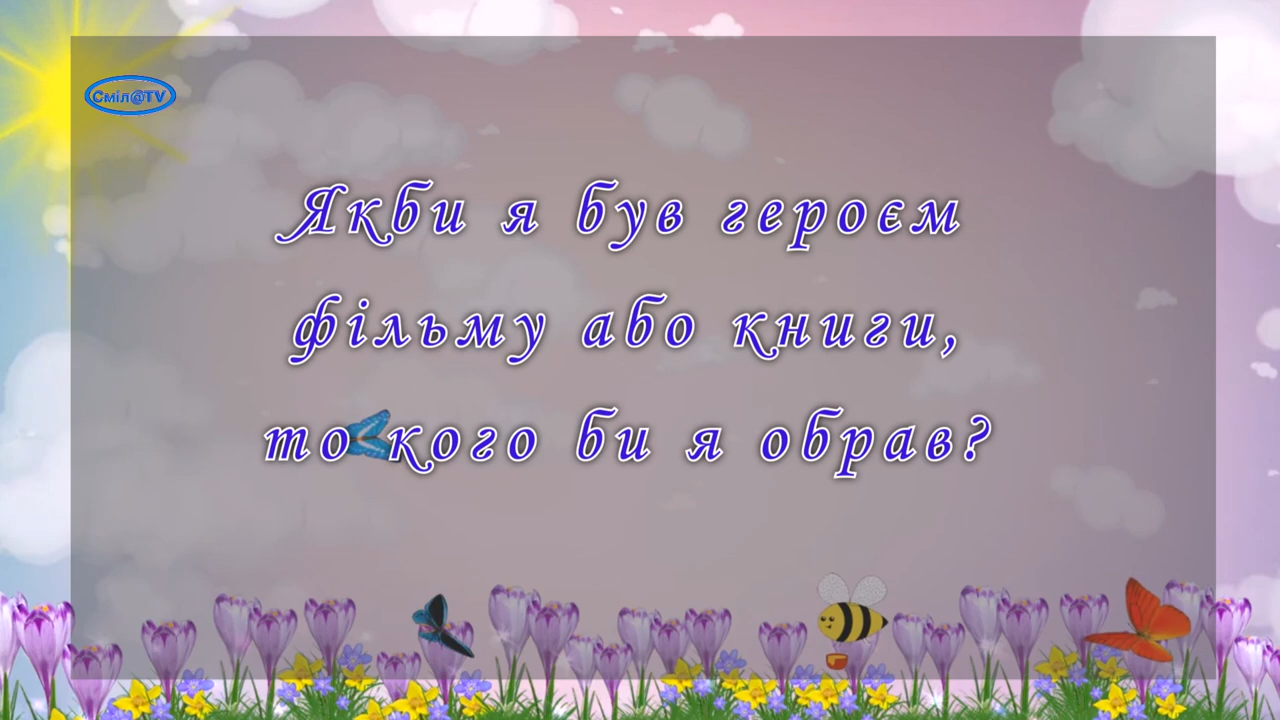 Сміл@TV
Якби я був героєм
фільму або книги,
то кого би я обрав?